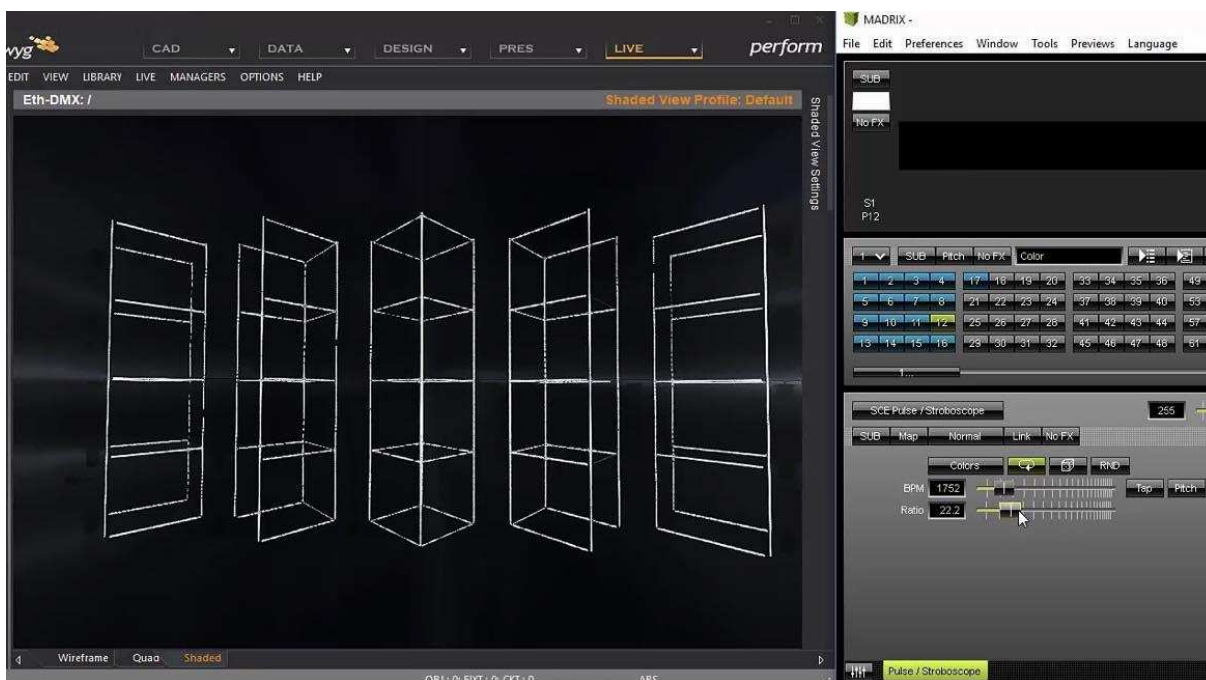 wyg
CAD DATA DESIGN PRES LIVE perform
EDIT VIEW LIBRARY LIVE MANAGERS OPTIONS HELP
Eth-DMX: / Shaded View Profile: Default
Shaded View Settings
Wireframe Quad Shaded
MADRIX -
File Edit Preferences Window Tools Previews Language
SUB
No FX
S1
P12
1 SUB Pitch No FX Color
1 2 3 4 17 18 19 20 33 34 35 36 49
5 6 7 8 21 22 23 24 37 38 39 40 53
9 10 11 12 25 26 27 28 41 42 43 44 57
13 14 15 16 29 30 31 32 45 46 47 48 61
1...
SCE Pulse / Stroboscope 255
SUB Map Normal Link No FX
Colors RND
BPM 1752 Tap Pitch
Ratio 22.2
Pulse / Stroboscope